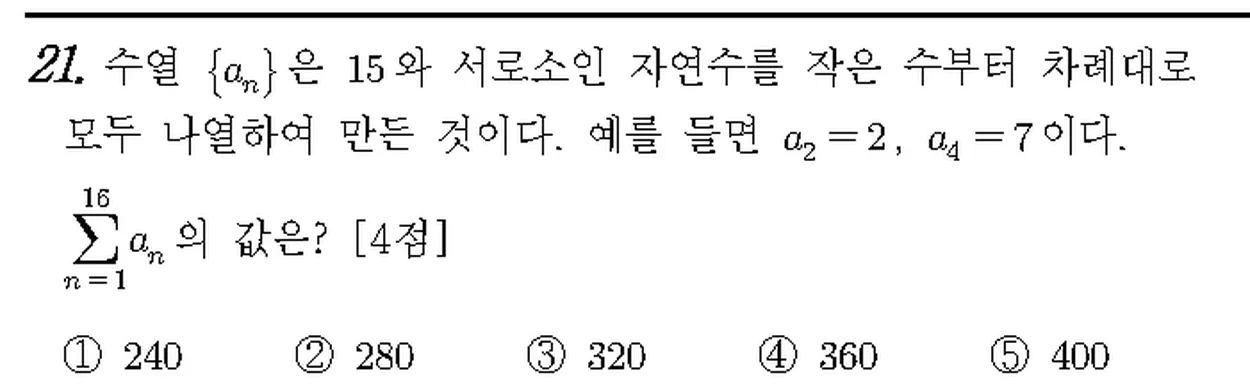 21. 수열 {aₙ}은 15와 서로소인 자연수를 작은 수부터 차례대로
모두 나열하여 만든 것이다. 예를 들면 a₂ = 2, a₄ = 7이다.
16
∑ aₙ의 값은? [4점]
n = 1
① 240 ② 280 ③ 320 ④ 360 ⑤ 400